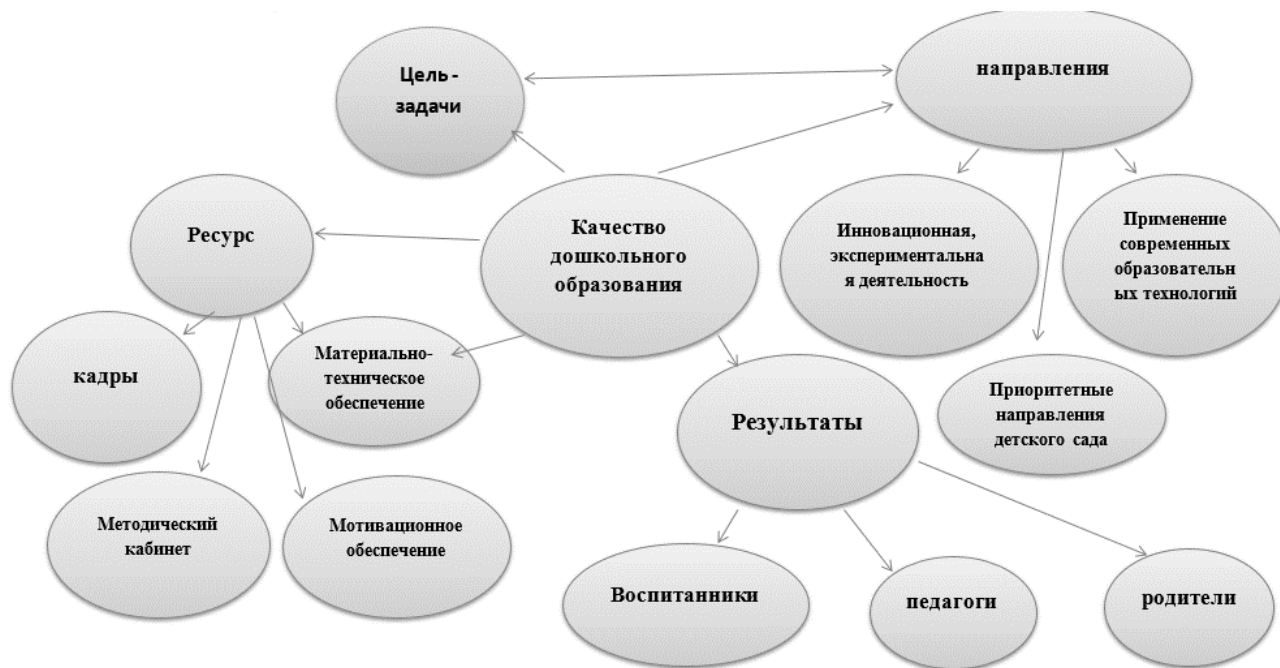 Цель -
задачи
направления
Ресурс
Качество
дошкольного
образования
Инновационная,
экспериментальна
я деятельность
Применение
современных
образовательн
ых технологий
кадры
Материально-
техническое
обеспечение
Результаты
Приоритетные
направления
детского сада
Методический
кабинет
Мотивационное
обеспечение
Воспитанники
педагоги
родители